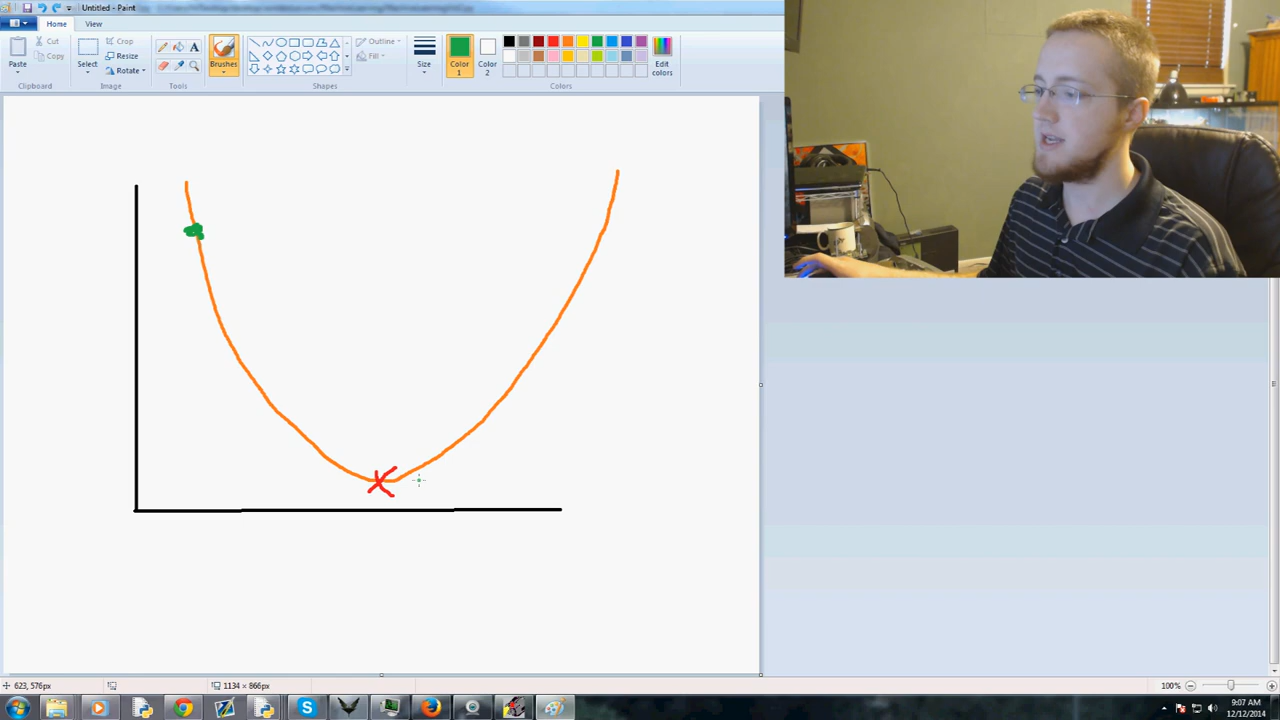 Untitled - Paint
Home View
Paste
Cut
Copy
Clipboard
Select
Crop
Resize
Rotate
Image
Tools
Brushes
Shapes
Outline
Fill
Size
Color 1
Color 2
Edit colors
Colors
623, 576px
1134 × 866px
100%
9:07 AM
12/12/2014